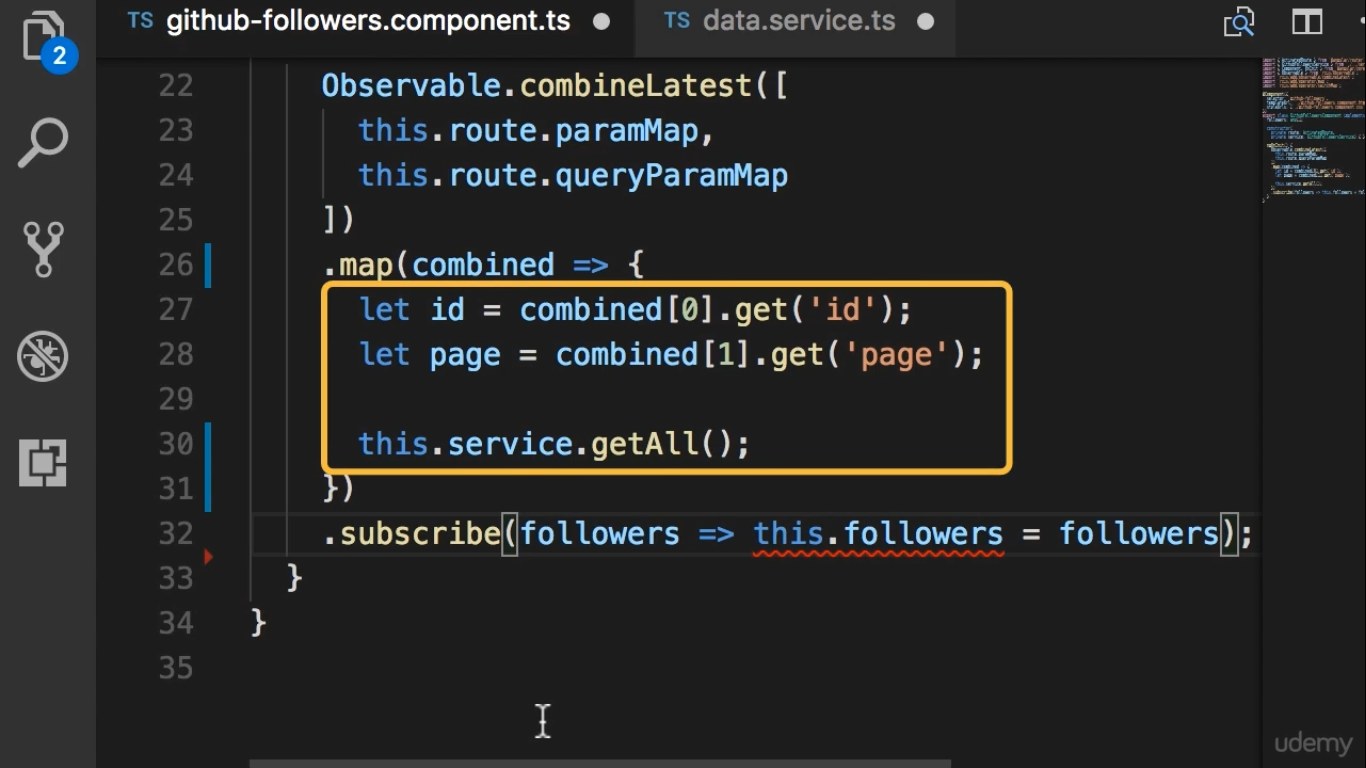 TS github-followers.component.ts
TS data.service.ts
2
22 Observable.combineLatest([
23 this.route.paramMap,
24 this.route.queryParamMap
25 ])
26 .map(combined => {
27 let id = combined[0].get('id');
28 let page = combined[1].get('page');
29
30 this.service.getAll();
31 })
32 .subscribe(followers => this.followers = followers);
33 }
34 }
35
udemy